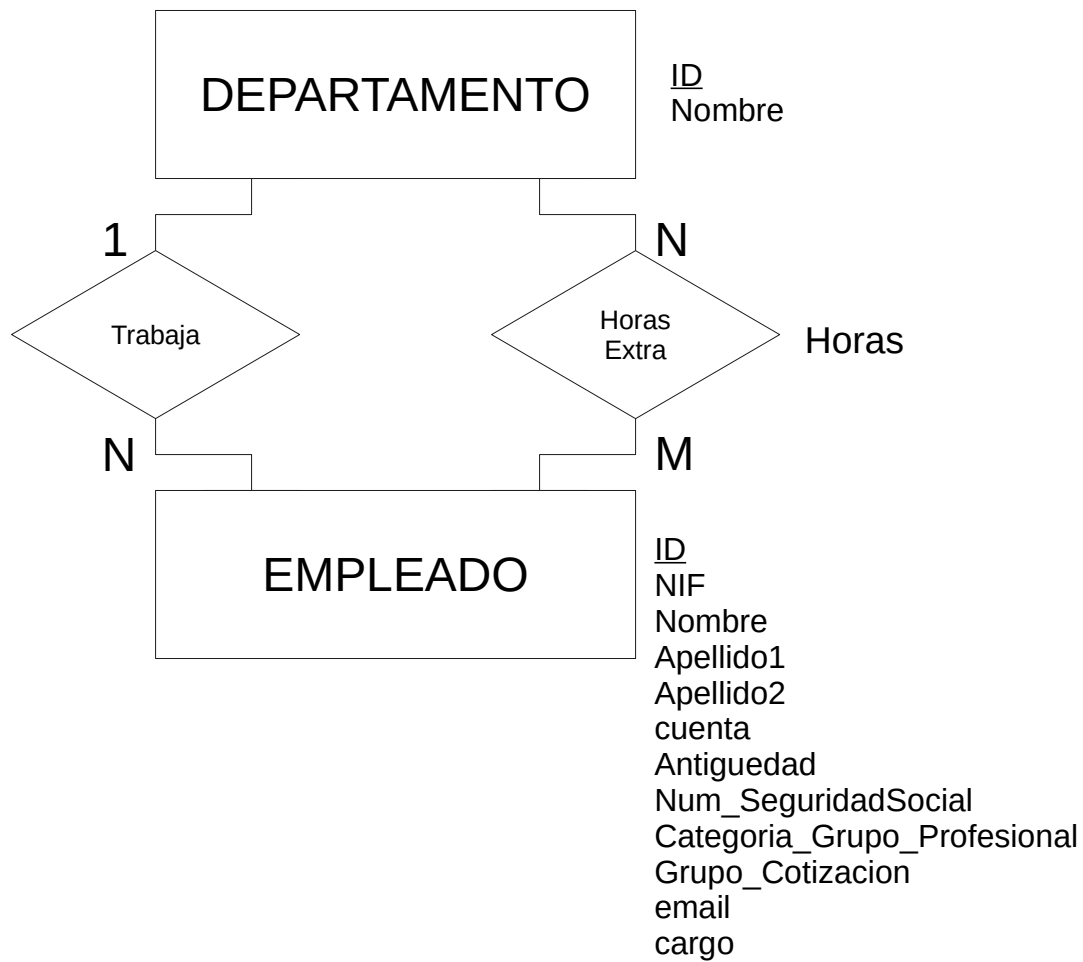 DEPARTAMENTO
ID
Nombre
1
N
Trabaja
Horas
Extra
Horas
N
M
EMPLEADO
ID
NIF
Nombre
Apellido1
Apellido2
cuenta
Antiguedad
Num_SeguridadSocial
Categoria_Grupo_Profesional
Grupo_Cotizacion
email
cargo